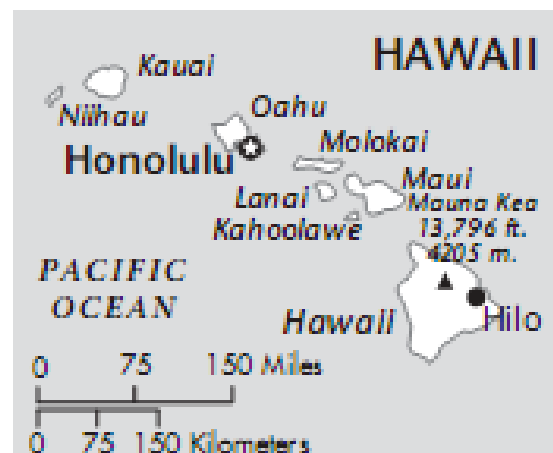 HAWAII
Kauai
Niihau
Oahu
Honolulu
Molokai
Lanai
Maui
Kahoolawe
Mauna Kea
13,796 ft.
4205 m.
PACIFIC
OCEAN
Hawaii
Hilo
0 75 150 Miles
0 75 150 Kilometers